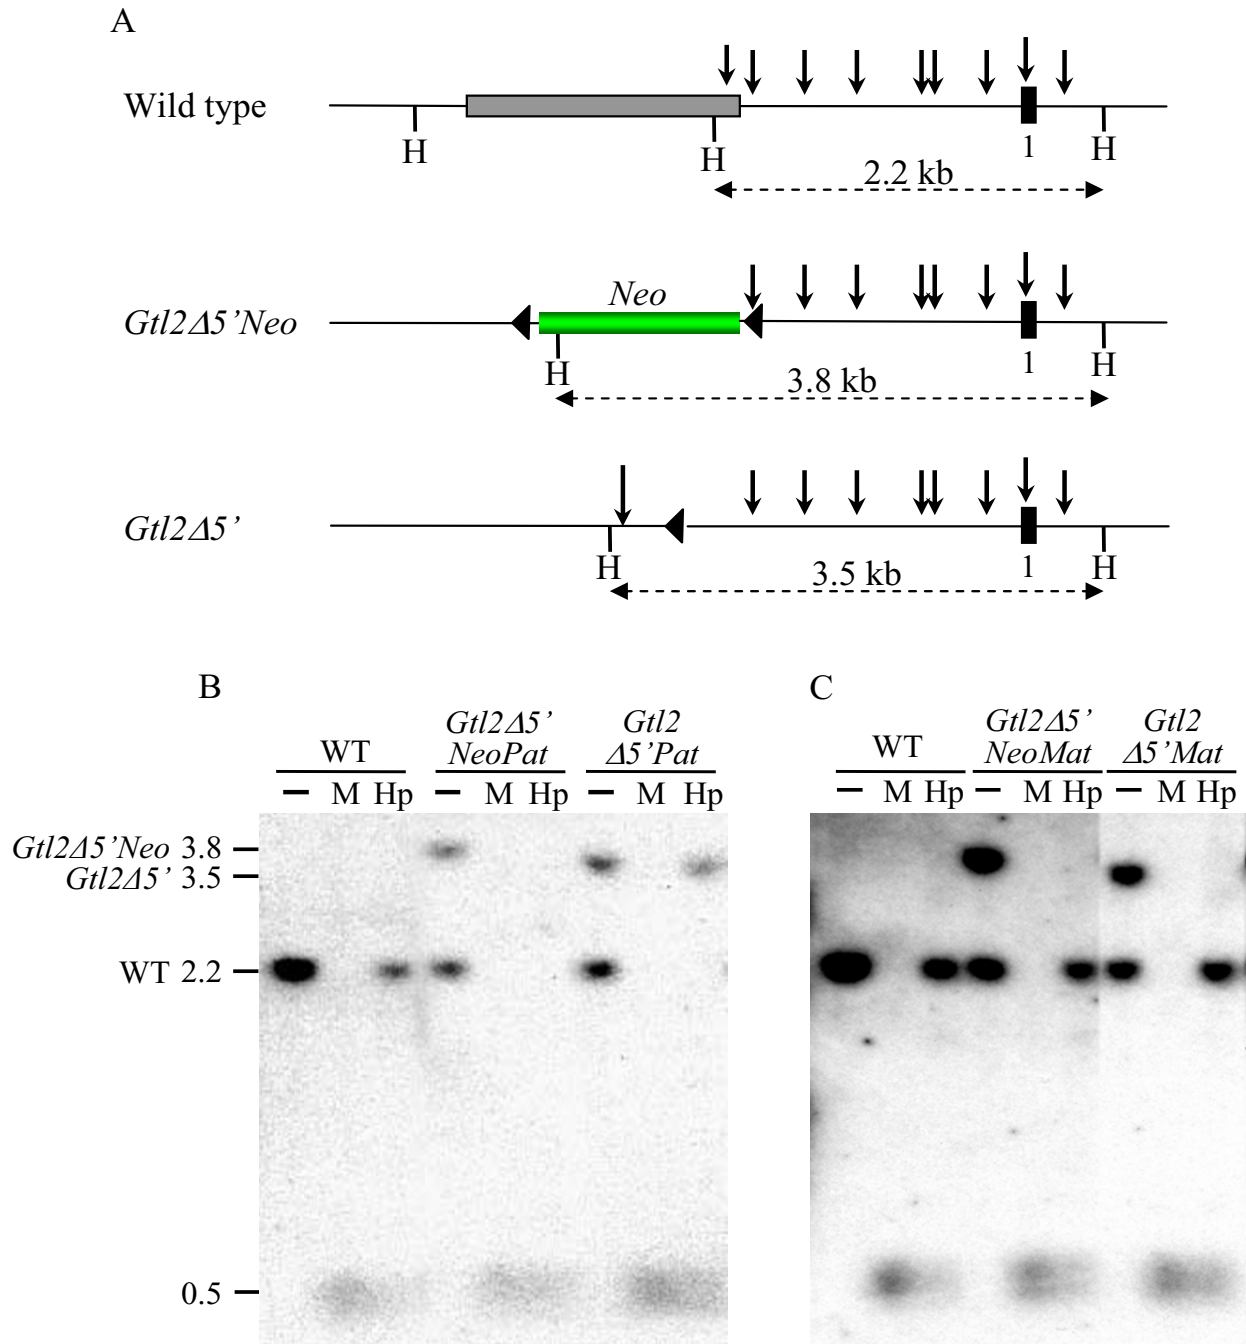 A
Wild type
H
H
1
H
2.2 kb
Neo
Gtl2Δ5’Neo
H
1
H
3.8 kb
Gtl2Δ5’
H
1
H
3.5 kb
B
WT
Gtl2Δ5’
NeoPat
Gtl2
Δ5’Pat
– M Hp – M Hp – M Hp
Gtl2Δ5’Neo 3.8
Gtl2Δ5’ 3.5
WT 2.2
0.5
C
WT
Gtl2Δ5’
NeoMat
Gtl2
Δ5’Mat
– M Hp – M Hp – M Hp